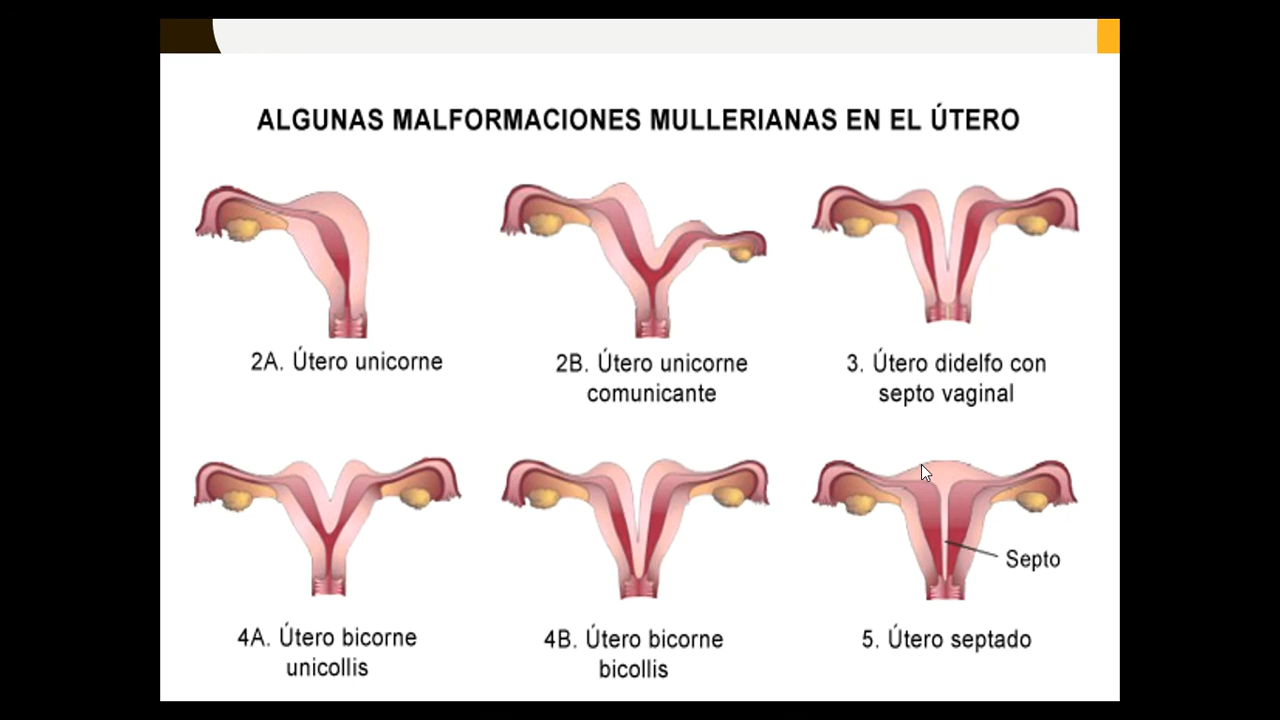 ALGUNAS MALFORMACIONES MULLERIANAS EN EL ÚTERO
2A. Útero unicorne
2B. Útero unicorne
comunicante
3. Útero didelfo con
septo vaginal
4A. Útero bicorne
unicollis
4B. Útero bicorne
bicollis
Septo
5. Útero septado